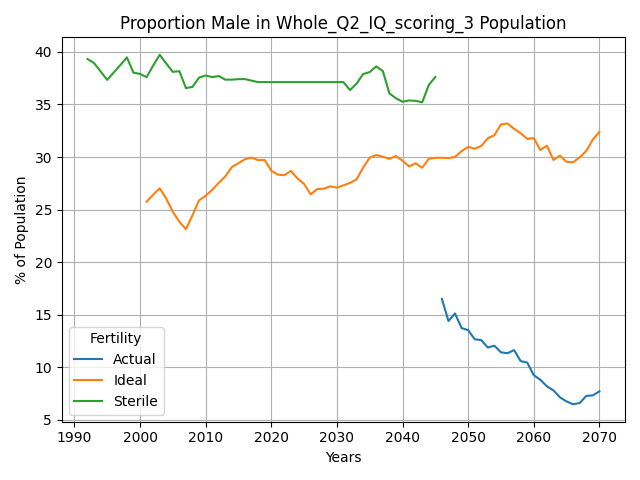 Proportion Male in Whole_Q2_IQ_scoring_3 Population
% of Population
40
35
30
25
20
15
10
5
Fertility
Actual
Ideal
Sterile
1990 2000 2010 2020 2030 2040 2050 2060 2070
Years